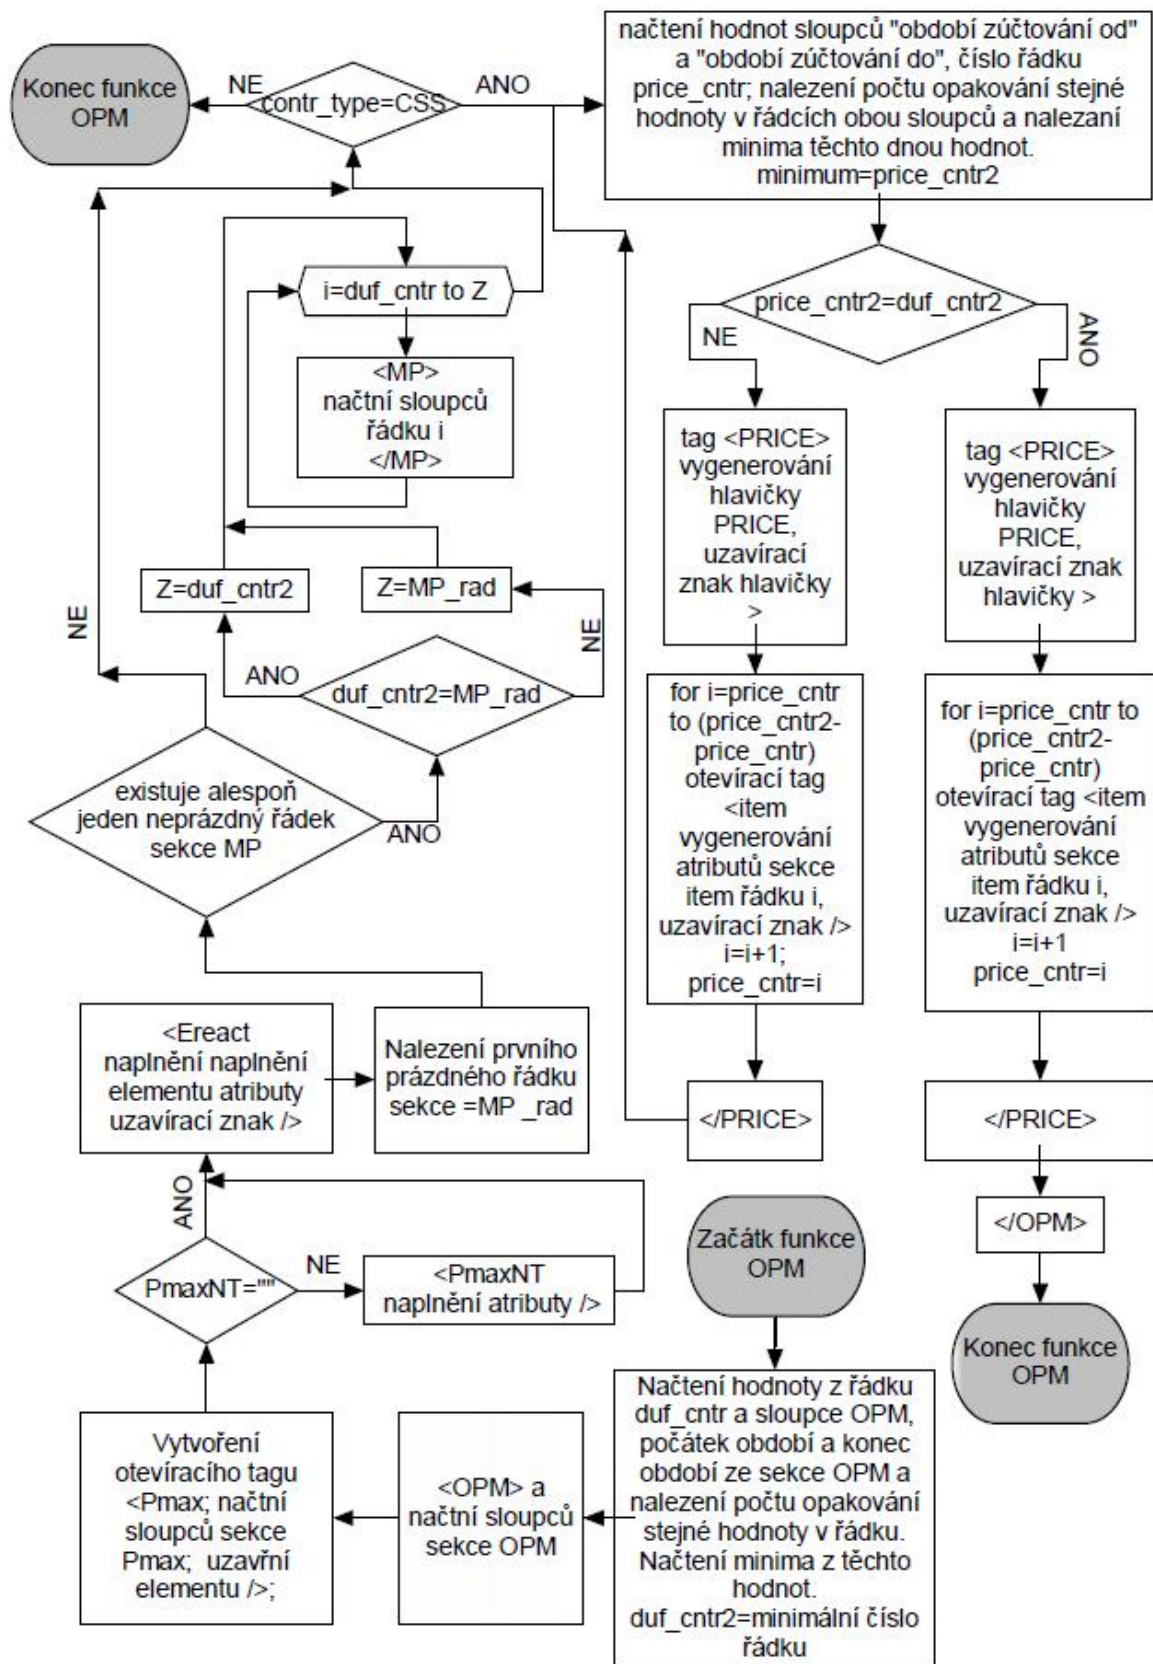 Konec funkce
OPM
NE
contr_type=CSS
ANO
načtení hodnot sloupců "období zúčtování od"
a "období zúčtování do", číslo řádku
price_cntr; nalezení počtu opakování stejné
hodnoty v řádcích obou sloupců a nalezaní
minima těchto dnou hodnot.
minimum=price_cntr2
i=duf_cntr to Z
<MP>
načtní sloupců
řádku i
</MP>
price_cntr2=duf_cntr2
NE
ANO
tag <PRICE>
vygenerování
hlavičky
PRICE,
uzavírací
znak hlavičky
>
tag <PRICE>
vygenerování
hlavičky
PRICE,
uzavírací znak
hlavičky >
Z=duf_cntr2
Z=MP_rad
NE
ANO
duf_cntr2=MP_rad
NE
existuje alespoň
jeden neprázdný řádek
sekce MP
ANO
for i=price_cntr
to (price_cntr2-
price_cntr)
otevírací tag
<item
vygenerování
atributů sekce
item řádku i,
uzavírací znak />
i=i+1;
price_cntr=i
for i=price_cntr to
(price_cntr2-
price_cntr)
otevírací tag <item
vygenerování
atributů sekce
item řádku i,
uzavírací znak />
i=i+1
price_cntr=i
<Ereact
naplnění naplnění
elementu atributy
uzavírací znak />
Nalezení prvního
prázdného řádku
sekce =MP _rad
</PRICE>
</PRICE>
ANO
PmaxNT=""
NE
<PmaxNT
naplnění atributy />
Začátk funkce
OPM
</OPM>
Konec funkce
OPM
Vytvoření
otevíracího tagu
<Pmax; načtní
sloupců sekce
Pmax; uzavřní
elementu />;
<OPM> a
načtní sloupců
sekce OPM
Načtení hodnoty z řádku
duf_cntr a sloupce OPM,
počátek období a konec
období ze sekce OPM a
nalezení počtu opakování
stejné hodnoty v řádku.
Načtení minima z těchto
hodnot.
duf_cntr2=minimální číslo
řádku